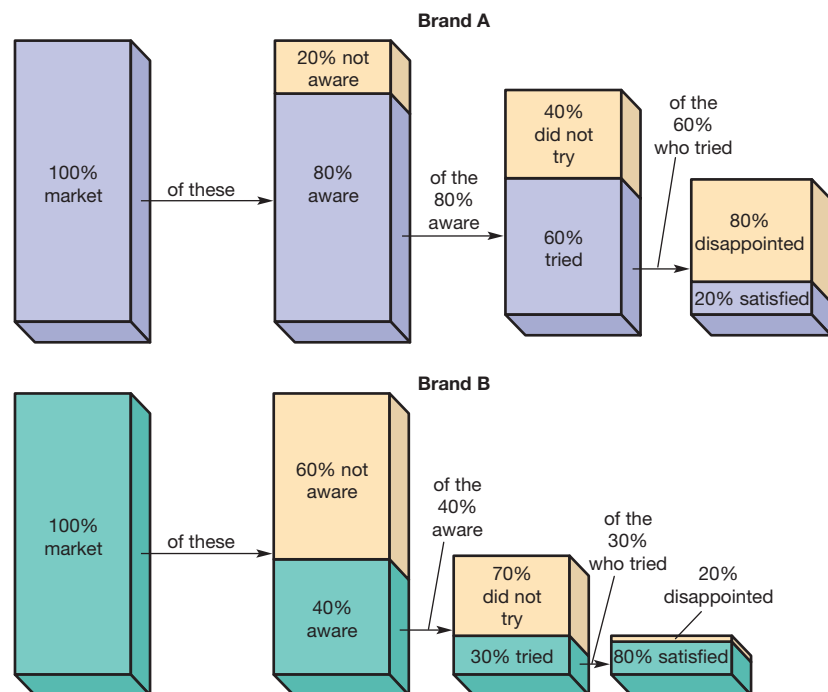 Brand A
100%
market
of these
20% not
aware
80%
aware
of the
80%
aware
40%
did not
try
60%
tried
of the
60%
who tried
80%
disappointed
20% satisfied
Brand B
100%
market
of these
60% not
aware
40%
aware
of the
40%
aware
70%
did not
try
30% tried
of the
30%
who tried
20%
disappointed
80% satisfied